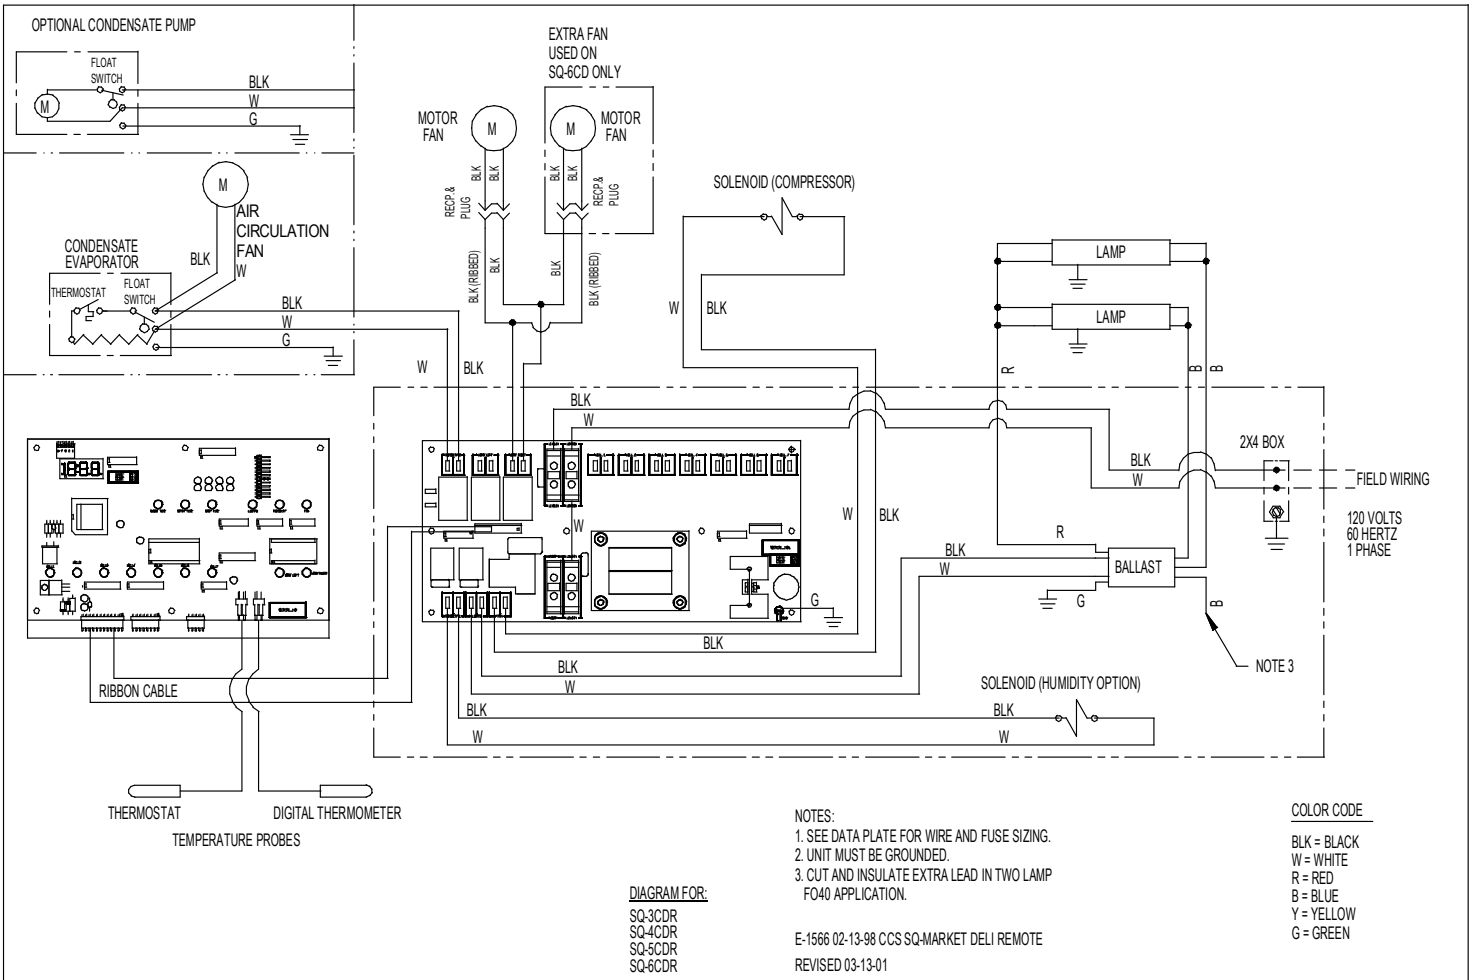 OPTIONAL CONDENSATE PUMP
FLOAT
SWITCH
M
BLK
W
G
EXTRA FAN
USED ON
SQ-6CD ONLY
MOTOR
FAN
M
M
MOTOR
FAN
BLK
BLK
BLK
BLK
RECP.&
PLUG
RECP.&
PLUG
BLK (RIBBED)
BLK
BLK
BLK (RIBBED)
M
AIR
CIRCULATION
FAN
BLK
W
CONDENSATE
EVAPORATOR
THERMOSTAT
FLOAT
SWITCH
BLK
W
G
W
BLK
SOLENOID (COMPRESSOR)
W
BLK
LAMP
LAMP
R
B
B
BLK
W
2X4 BOX
BLK
W
FIELD WIRING
120 VOLTS
60 HERTZ
1 PHASE
W
W
BLK
R
BLK
W
BALLAST
G
B
G
NOTE 3
BLK
BLK
W
RIBBON CABLE
SOLENOID (HUMIDITY OPTION)
BLK
BLK
W
W
THERMOSTAT
DIGITAL THERMOMETER
TEMPERATURE PROBES
NOTES:
1. SEE DATA PLATE FOR WIRE AND FUSE SIZING.
2. UNIT MUST BE GROUNDED.
3. CUT AND INSULATE EXTRA LEAD IN TWO LAMP
FO40 APPLICATION.
E-1566 02-13-98 CCS SQ-MARKET DELI REMOTE
REVISED 03-13-01
DIAGRAM FOR:
SQ-3CDR
SQ-4CDR
SQ-5CDR
SQ-6CDR
COLOR CODE
BLK = BLACK
W = WHITE
R = RED
B = BLUE
Y = YELLOW
G = GREEN